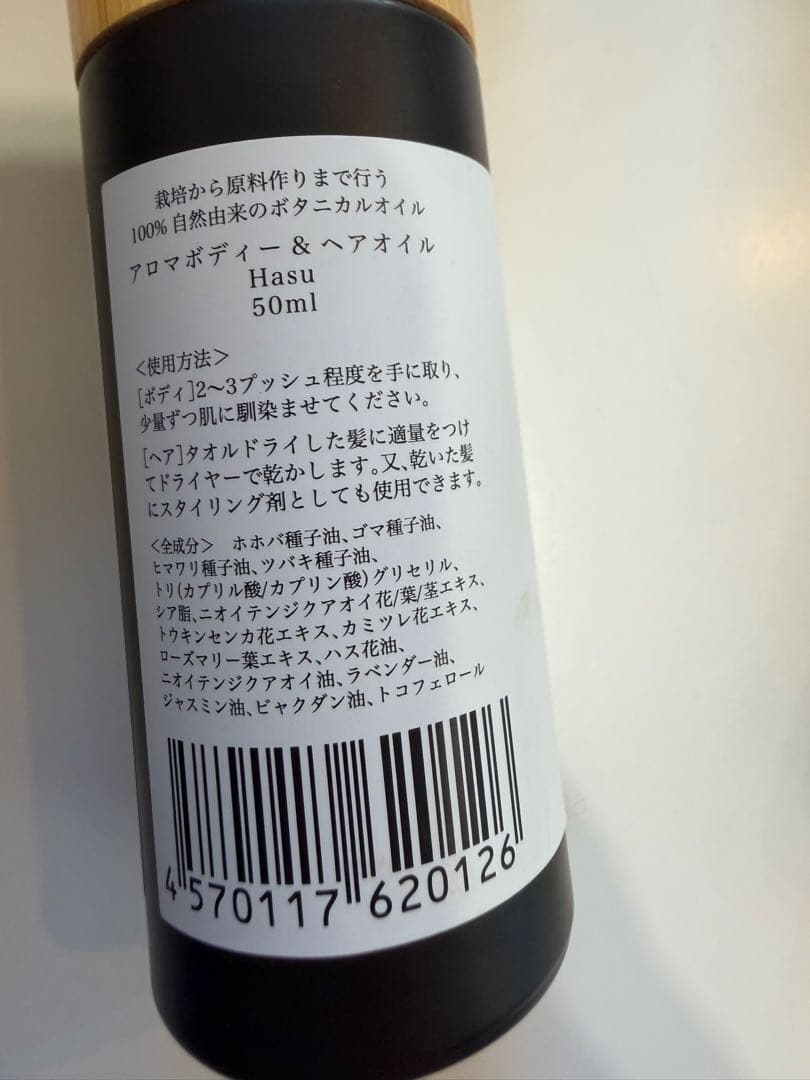 栽培から原料作りまで行う
100%自然由来のボタニカルオイル
アロマボディー & ヘアオイル
Hasu
50ml
＜使用方法＞
[ボディ]2〜3プッシュ程度を手に取り、
少量ずつ肌に馴染ませてください。
[ヘア]タオルドライした髪に適量をつけ
てドライヤーで乾かします。又、乾いた髪
にスタイリング剤としても使用できます。
＜全成分＞ ホホバ種子油、ゴマ種子油、
ヒマワリ種子油、ツバキ種子油、
トリ(カプリル酸/カプリン酸)グリセリル、
シア脂、ニオイテンジクアオイ花/葉/茎エキス、
トウキンセンカ花エキス、カミツレ花エキス、
ローズマリー葉エキス、ハス花油、
ニオイテンジクアオイ油、ラベンダー油、
ジャスミン油、ビャクダン油、トコフェロール
4 570117 620126